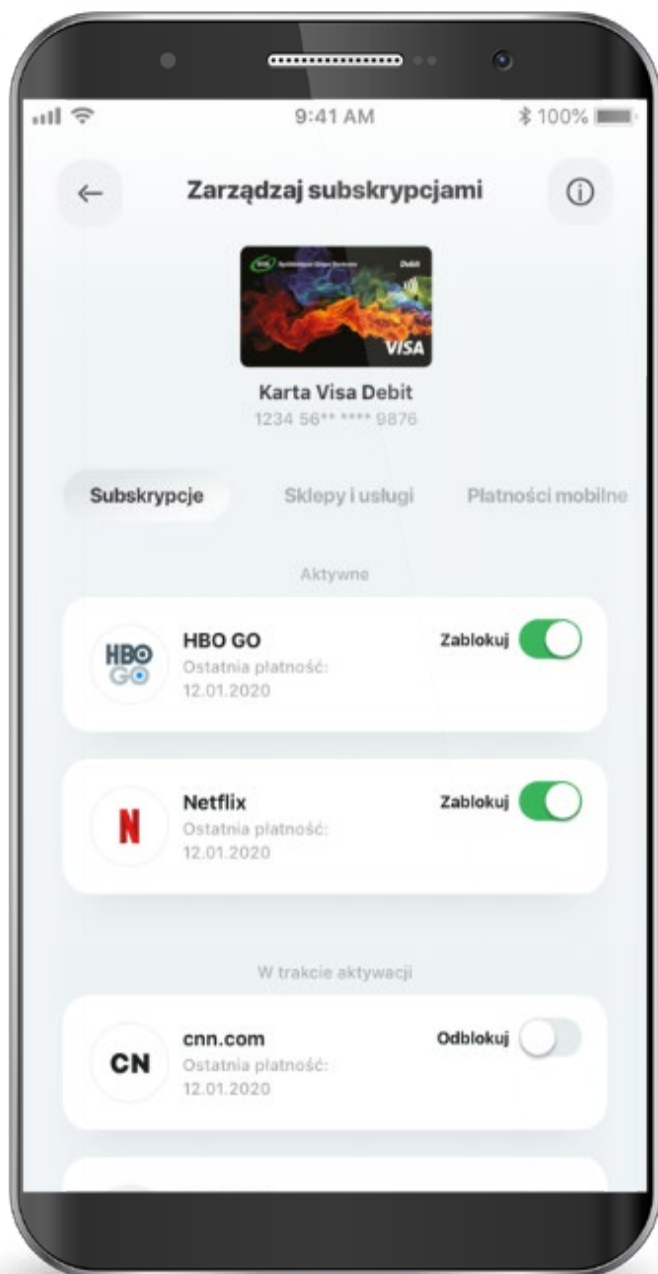 9:41 AM
100%
Zarządzaj subskrypcjami
Debit
VISA
Karta Visa Debit
1234 56** **** 9876
Subskrypcje
Sklepy i usługi
Płatności mobilne
Aktywne
HBO GO
HBO GO
Zablokuj
Ostatnia płatność:
12.01.2020
N
Netflix
Zablokuj
Ostatnia płatność:
12.01.2020
W trakcie aktywacji
CN
cnn.com
Odblokuj
Ostatnia płatność:
12.01.2020